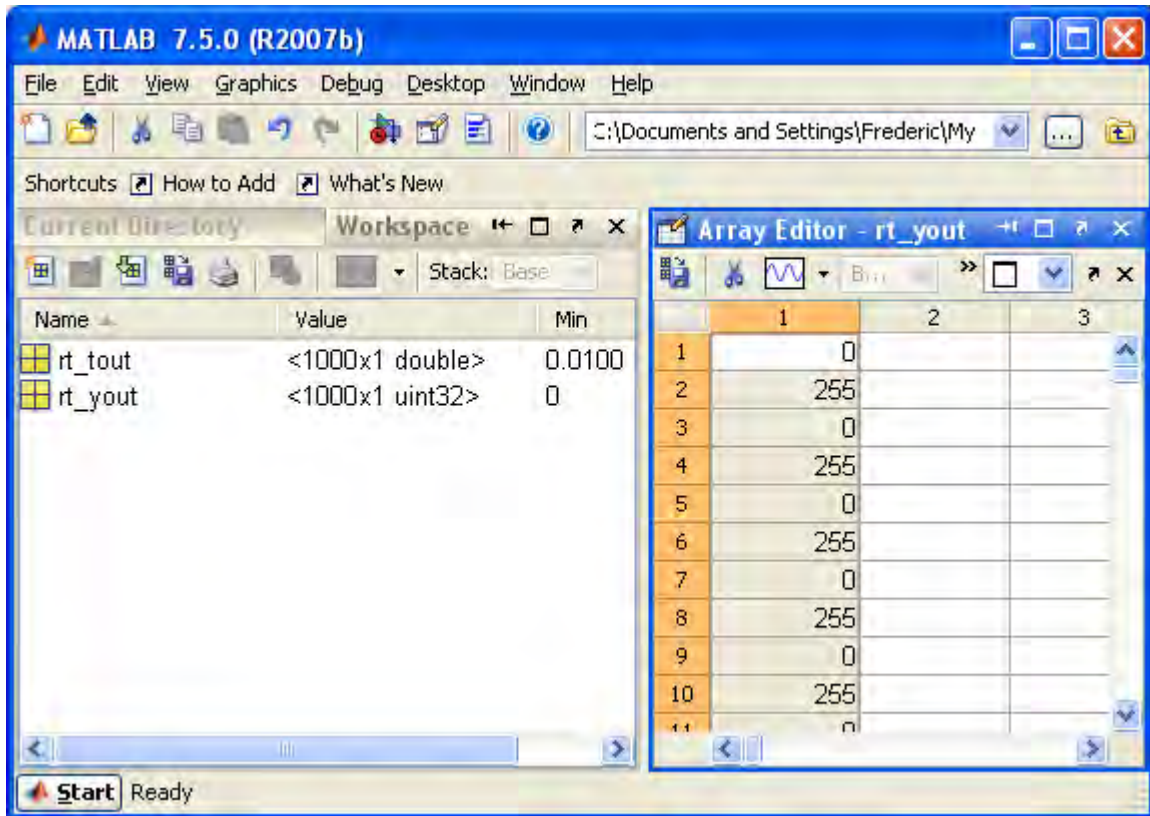 MATLAB 7.5.0 (R2007b)
File Edit View Graphics Debug Desktop Window Help
C:\Documents and Settings\Frederic\My
Shortcuts How to Add What's New
Current Directory Workspace
Stack: Base
Name Value Min
rt_tout <1000x1 double> 0.0100
rt_yout <1000x1 uint32> 0
Array Editor - rt_yout
B...
1 2 3
1 0
2 255
3 0
4 255
5 0
6 255
7 0
8 255
9 0
10 255
11 0
Start Ready